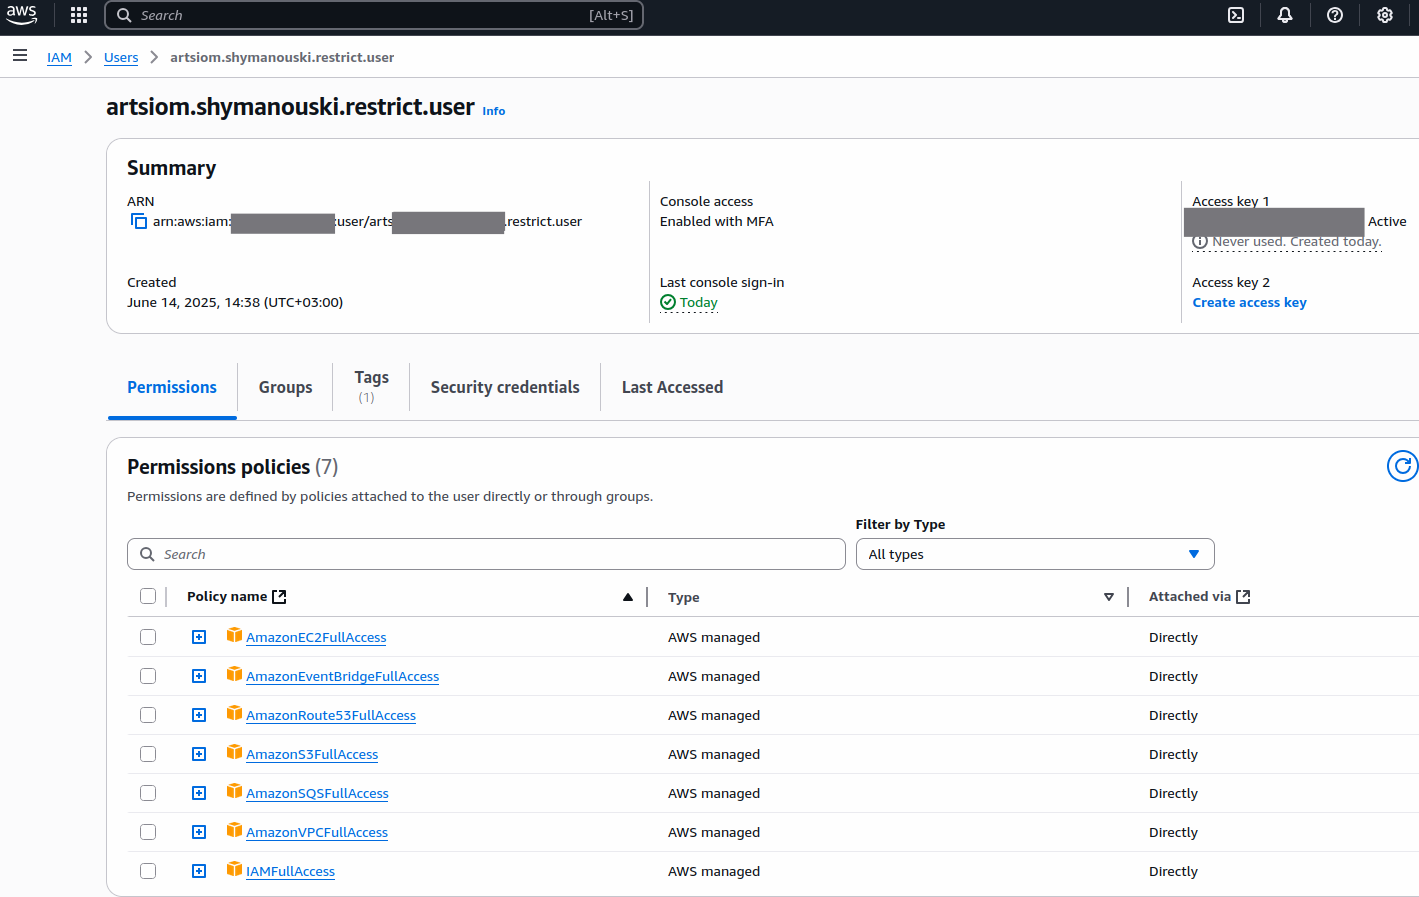 aws Search [Alt+S]
IAM Users artsiom.shymanouski.restrict.user
artsiom.shymanouski.restrict.user Info
Summary
ARN
arn:aws:iam: :user/arts .restrict.user
Console access
Enabled with MFA
Access key 1
Active
Never used. Created today.
Created
June 14, 2025, 14:38 (UTC+03:00)
Last console sign-in
Today
Access key 2
Create access key
Permissions
Groups
Tags
(1)
Security credentials
Last Accessed
Permissions policies (7)
Permissions are defined by policies attached to the user directly or through groups.
Filter by Type
Search
All types
Policy name Type Attached via
AmazonEC2FullAccess AWS managed Directly
AmazonEventBridgeFullAccess AWS managed Directly
AmazonRoute53FullAccess AWS managed Directly
AmazonS3FullAccess AWS managed Directly
AmazonSQSFullAccess AWS managed Directly
AmazonVPCFullAccess AWS managed Directly
IAMFullAccess AWS managed Directly